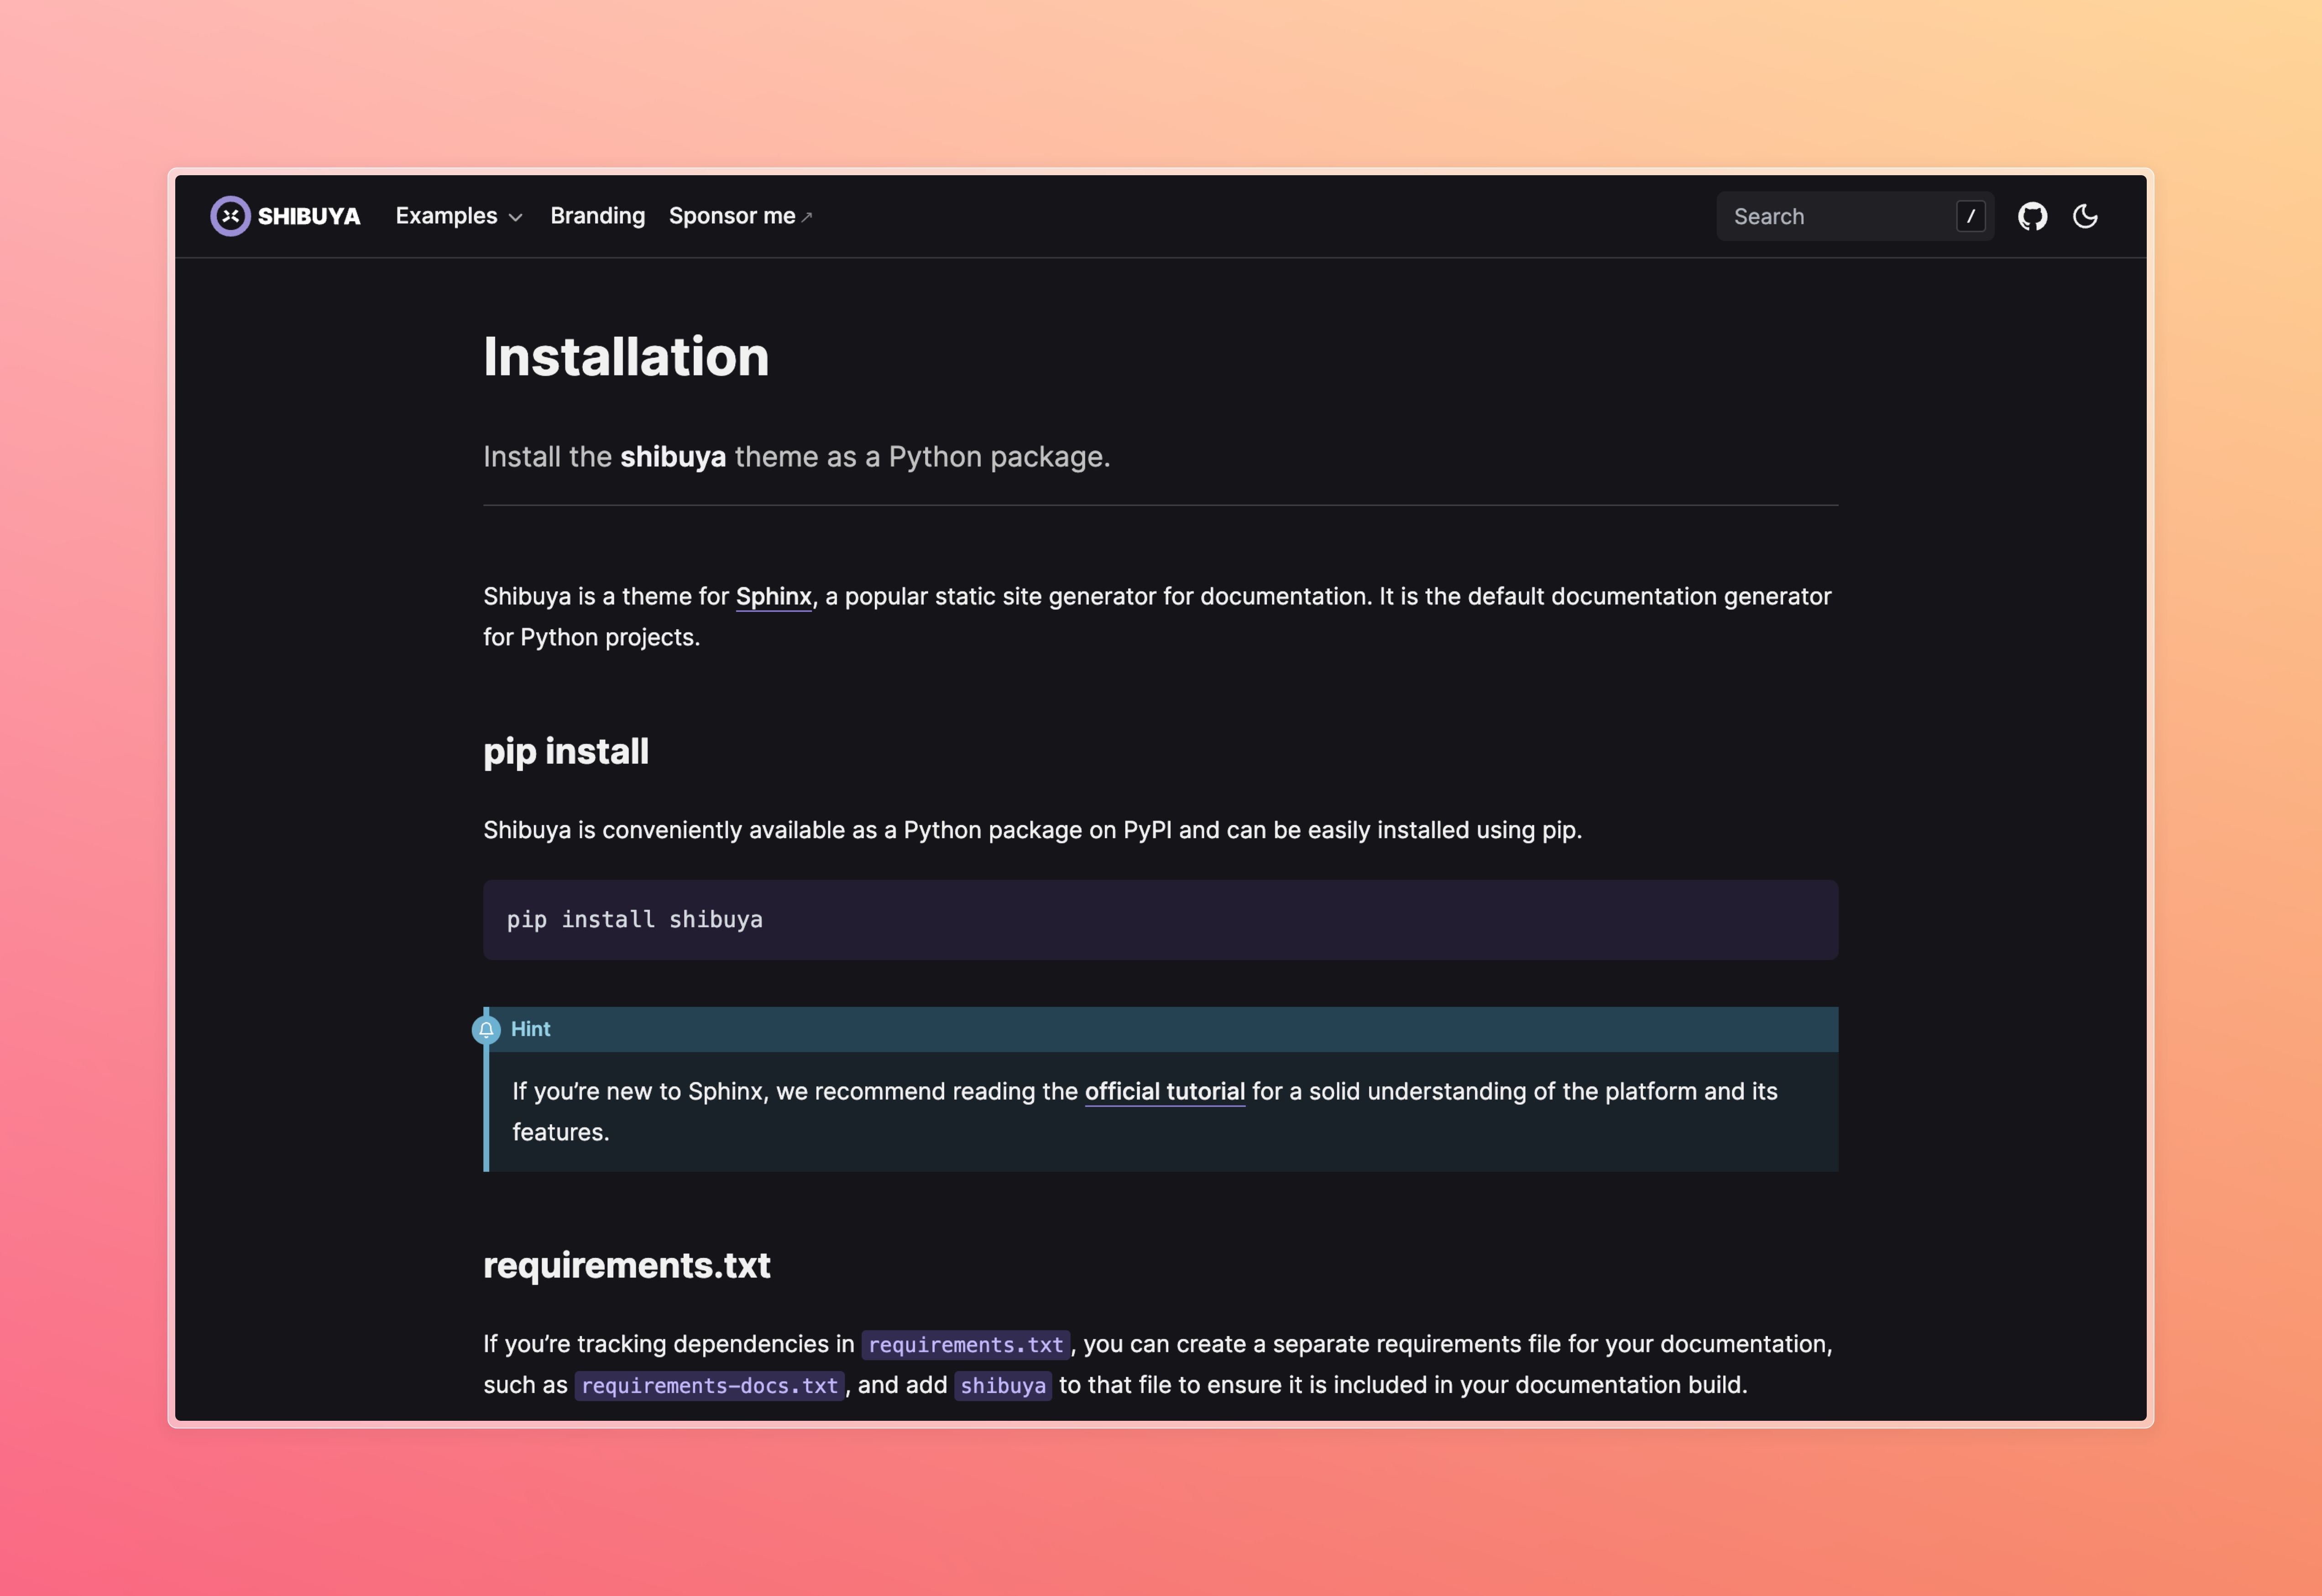 SHIBUYA Examples Branding Sponsor me ↗ Search /
Installation
Install the shibuya theme as a Python package.
Shibuya is a theme for Sphinx, a popular static site generator for documentation. It is the default documentation generator
for Python projects.
pip install
Shibuya is conveniently available as a Python package on PyPI and can be easily installed using pip.
pip install shibuya
Hint
If you’re new to Sphinx, we recommend reading the official tutorial for a solid understanding of the platform and its
features.
requirements.txt
If you’re tracking dependencies in requirements.txt, you can create a separate requirements file for your documentation,
such as requirements-docs.txt, and add shibuya to that file to ensure it is included in your documentation build.